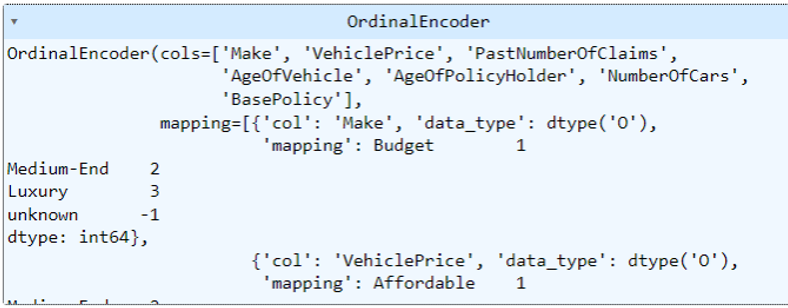 OrdinalEncoder
OrdinalEncoder(cols=['Make', 'VehiclePrice', 'PastNumberOfClaims',
'AgeOfVehicle', 'AgeOfPolicyHolder', 'NumberOfCars',
'BasePolicy'],
mapping=[{'col': 'Make', 'data_type': dtype('O'),
'mapping': Budget 1
Medium-End 2
Luxury 3
unknown -1
dtype: int64},
{'col': 'VehiclePrice', 'data_type': dtype('O'),
'mapping': Affordable 1